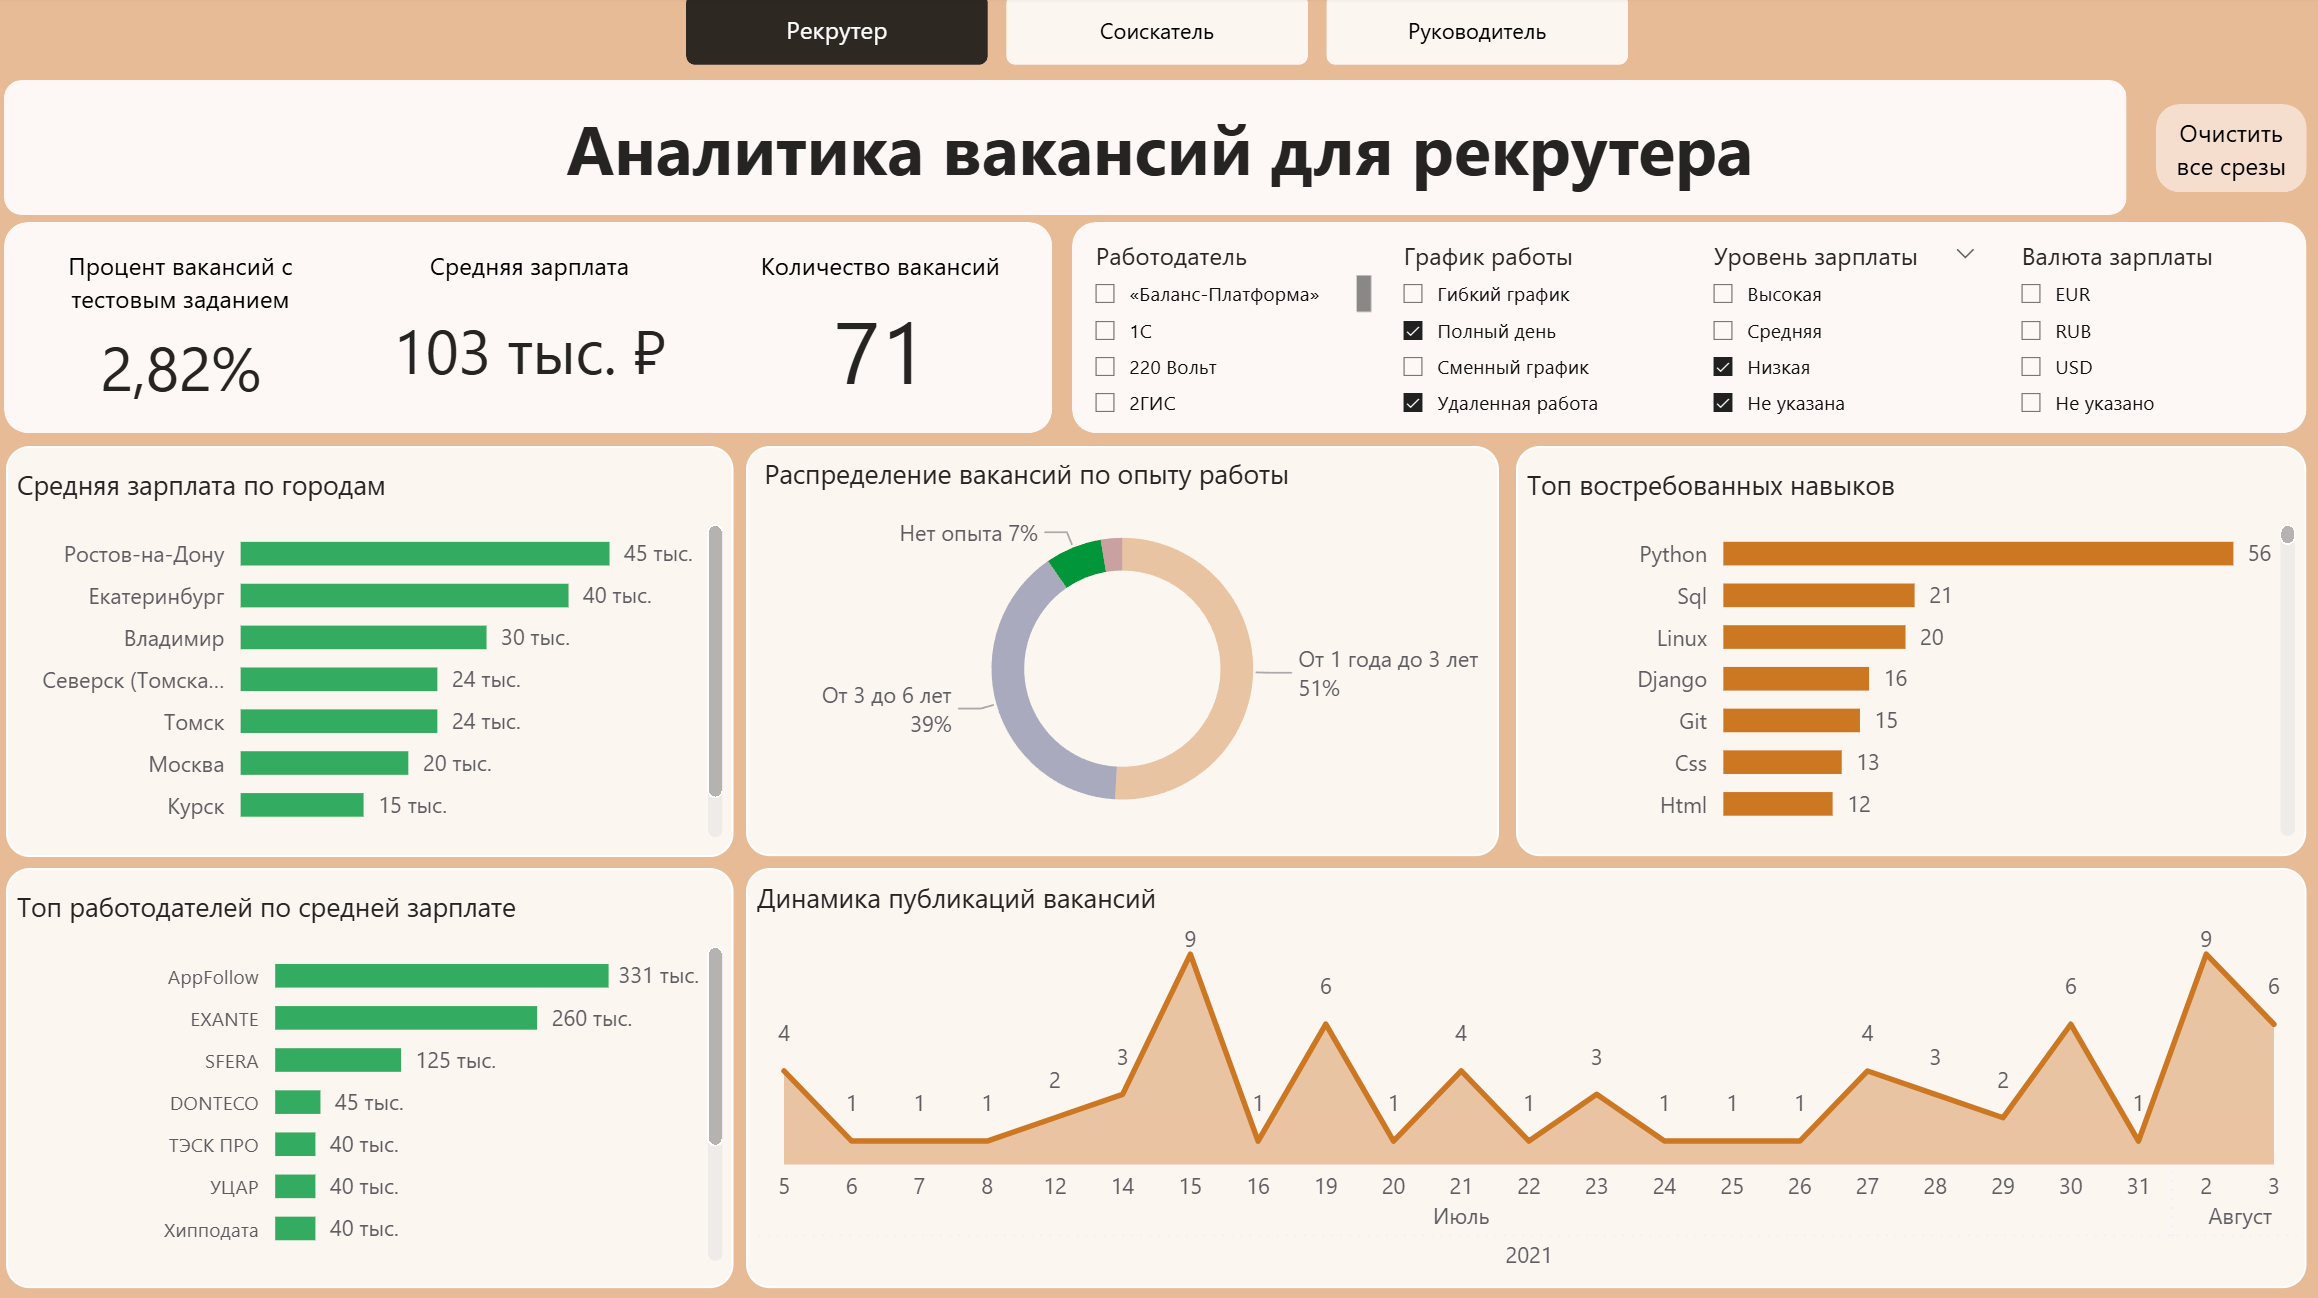 Рекрутер
Соискатель
Руководитель
Аналитика вакансий для рекрутера
Очистить
все срезы
Процент вакансий с
тестовым заданием
2,82%
Средняя зарплата
103 тыс. ₽
Количество вакансий
71
Работодатель
«Баланс-Платформа»
1С
220 Вольт
2ГИС
График работы
Гибкий график
Полный день
Сменный график
Удаленная работа
Уровень зарплаты
Высокая
Средняя
Низкая
Не указана
Валюта зарплаты
EUR
RUB
USD
Не указано
Средняя зарплата по городам
Ростов-на-Дону 45 тыс.
Екатеринбург 40 тыс.
Владимир 30 тыс.
Северск (Томска... 24 тыс.
Томск 24 тыс.
Москва 20 тыс.
Курск 15 тыс.
Распределение вакансий по опыту работы
Нет опыта 7%
От 1 года до 3 лет
51%
От 3 до 6 лет
39%
Топ востребованных навыков
Python 56
Sql 21
Linux 20
Django 16
Git 15
Css 13
Html 12
Топ работодателей по средней зарплате
AppFollow 331 тыс.
EXANTE 260 тыс.
SFERA 125 тыс.
DONTECO 45 тыс.
ТЭСК ПРО 40 тыс.
УЦАР 40 тыс.
Хипподата 40 тыс.
Динамика публикаций вакансий
4 1 1 1 2 3 9 1 6 1 4 1 3 1 1 1 4 3 2 6 1 9 6
5 6 7 8 12 14 15 16 19 20 21 22 23 24 25 26 27 28 29 30 31 2 3
Июль Август
2021